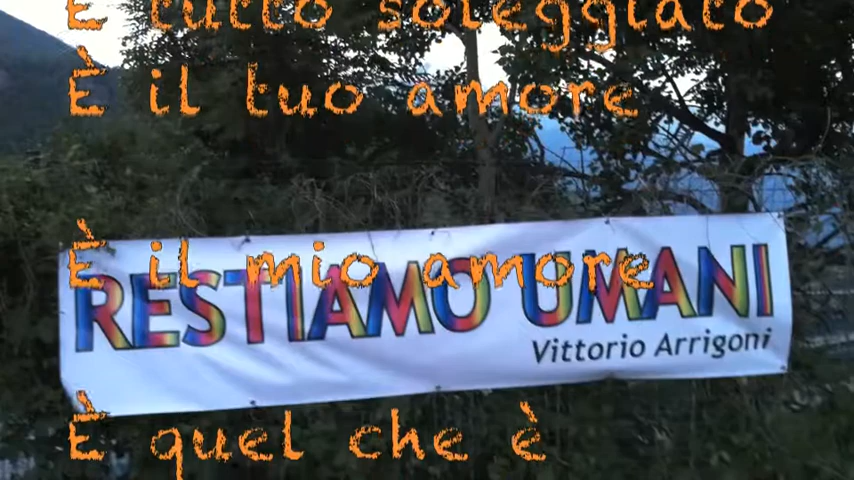 È tutto soleggiato
È il tuo amore
È il mio amore
RESTIAMO UMANI
Vittorio Arrigoni
È quel che è